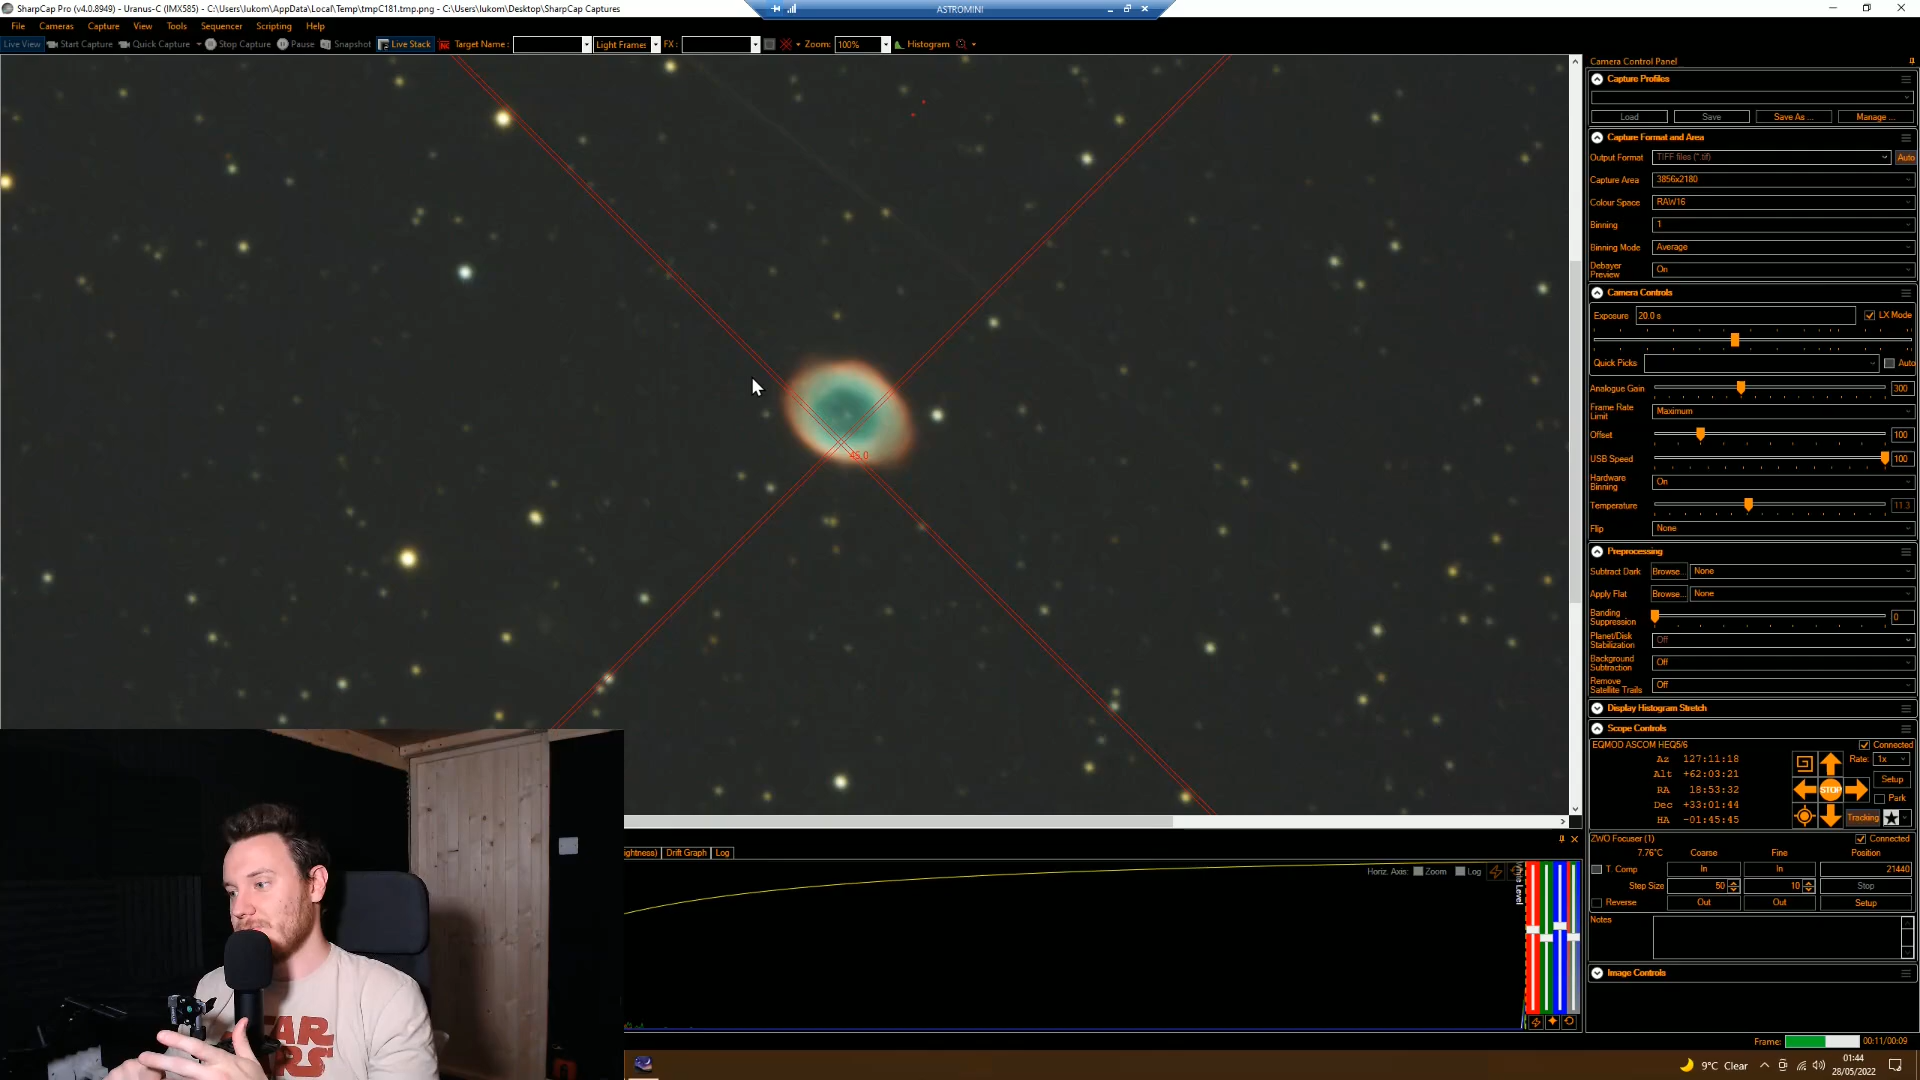 SharpCap Pro (v4.0.8949) - Uranus-C (IMX585) - C:\Users\lukom\AppData\Local\Temp\tmpC181.tmp.png - C:\Users\lukom\Desktop\SharpCap Captures
ASTROMINI
File Cameras Capture View Tools Sequencer Scripting Help
Live View Start Capture Quick Capture Stop Capture Pause Snapshot Live Stack Target Name : Light Frames FX : Zoom: 100% Histogram
Camera Control Panel
Capture Profiles
Load Save Save As ... Manage ...
Capture Format and Area
Output Format TIFF files (*.tif) Auto
Capture Area 3856x2180
Colour Space RAW16
Binning 1
Binning Mode Average
Debayer Preview On
Camera Controls
Exposure 20.0 s LX Mode
Quick Picks Auto
Analogue Gain 300
Frame Rate Limit Maximum
Offset 100
USB Speed 100
Hardware Binning On
Temperature 11.3
Flip None
Preprocessing
Subtract Dark Browse... None
Apply Flat Browse... None
Banding Suppression 0
Planet/Disk Stabilization Off
Background Subtraction Off
Remove Satellite Trails Off
Display Histogram Stretch
Scope Controls
EQMOD ASCOM HEQ5/6 Connected
Az 127:11:18 Rate: 1x
Alt +62:03:21 Setup
RA 18:53:32 STOP Park
Dec +33:01:44
HA -01:45:45 Tracking
ZWO Focuser (1) Connected
7.76°C Coarse Fine Position
T. Comp In In 21440
Step Size 50 10 Stop
Reverse Out Out Setup
Notes
Image Controls
45.0
ightness) Drift Graph Log
Horiz. Axis: Zoom Log
White Level
Frame: 00:11/00:09
9°C Clear
01:44
28/05/2022